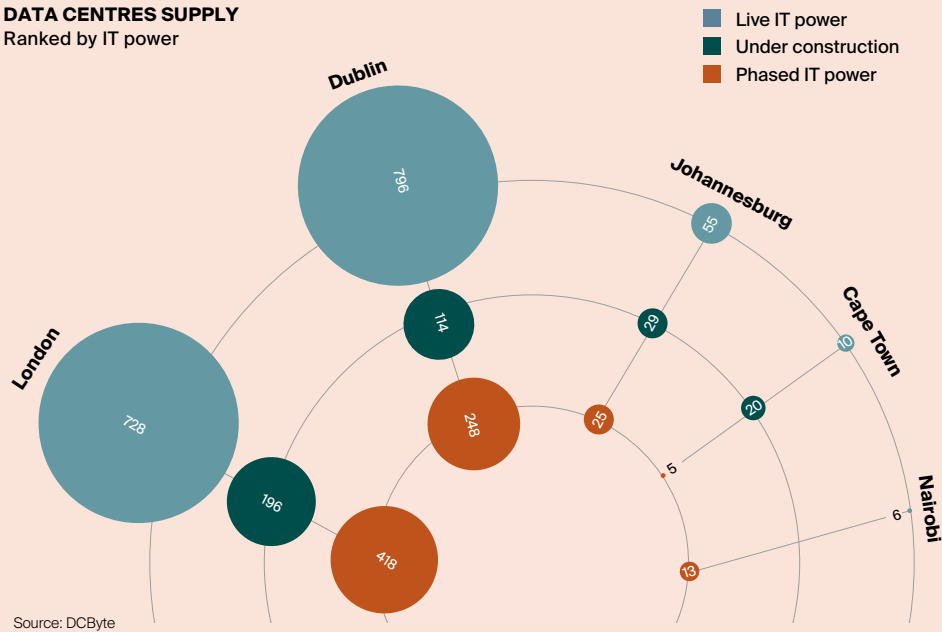 DATA CENTRES SUPPLY
Ranked by IT power
Live IT power
Under construction
Phased IT power
Dublin
796
114
248
Johannesburg
55
29
25
Cape Town
10
20
5
London
728
196
418
Nairobi
6
13
Source: DCByte